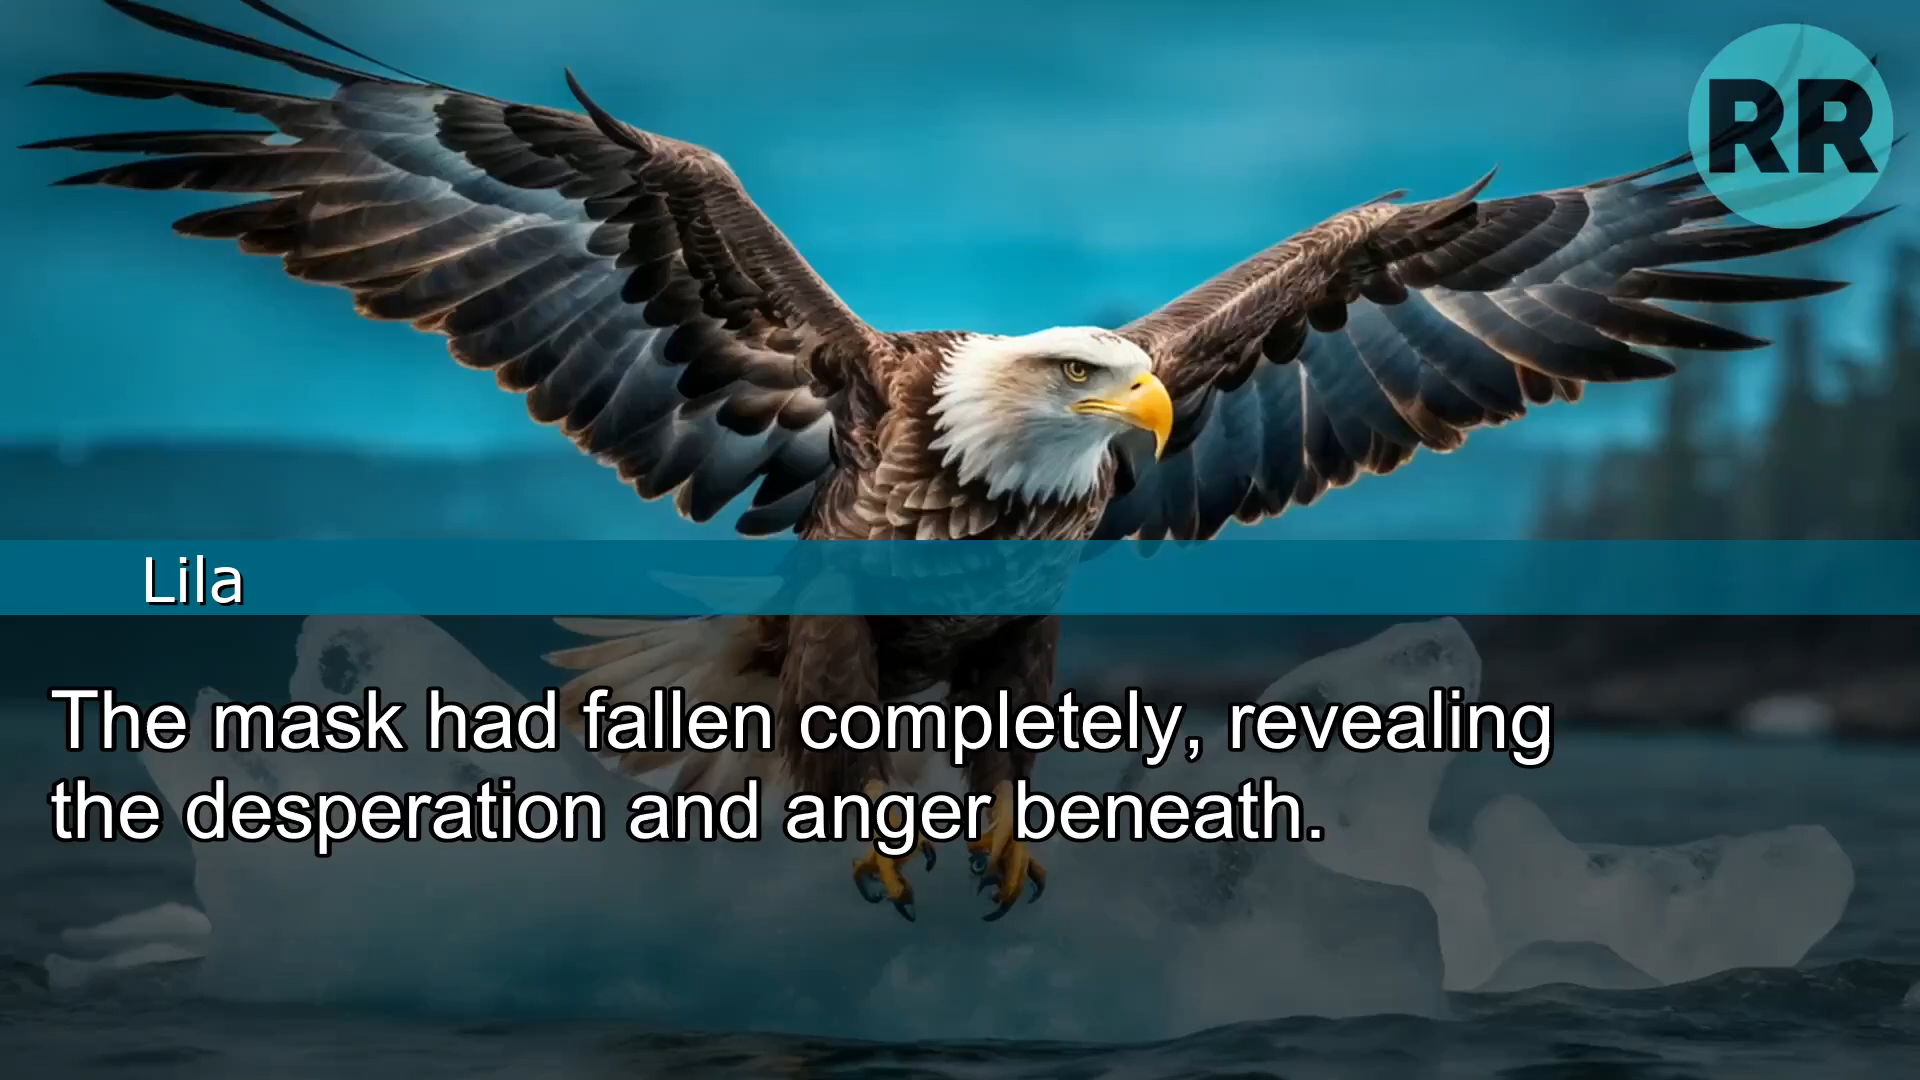 RR
Lila
The mask had fallen completely, revealing
the desperation and anger beneath.